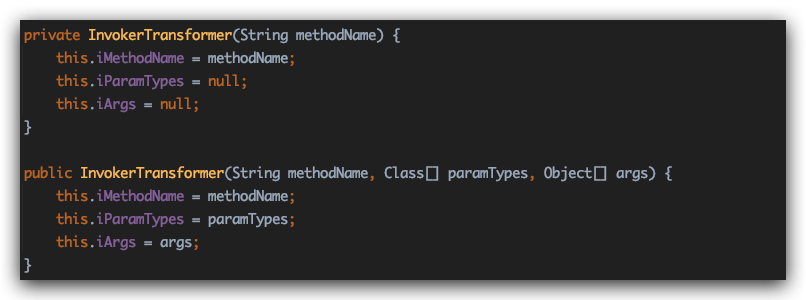 private InvokerTransformer(String methodName) {
    this.iMethodName = methodName;
    this.iParamTypes = null;
    this.iArgs = null;
}
public InvokerTransformer(String methodName, Class[] paramTypes, Object[] args) {
    this.iMethodName = methodName;
    this.iParamTypes = paramTypes;
    this.iArgs = args;
}